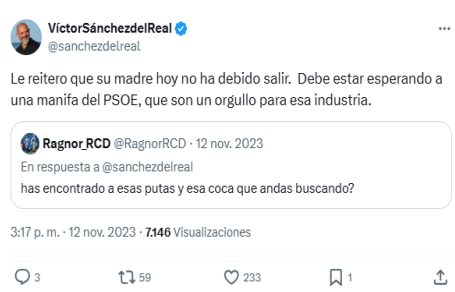 VíctorSánchezdelReal
@sanchezdelreal
Le reitero que su madre hoy no ha debido salir. Debe estar esperando a
una manifa del PSOE, que son un orgullo para esa industria.
Ragnor_RCD @RagnorRCD · 12 nov. 2023
En respuesta a @sanchezdelreal
has encontrado a esas putas y esa coca que andas buscando?
3:17 p. m. · 12 nov. 2023 · 7.146 Visualizaciones
3 59 233 1